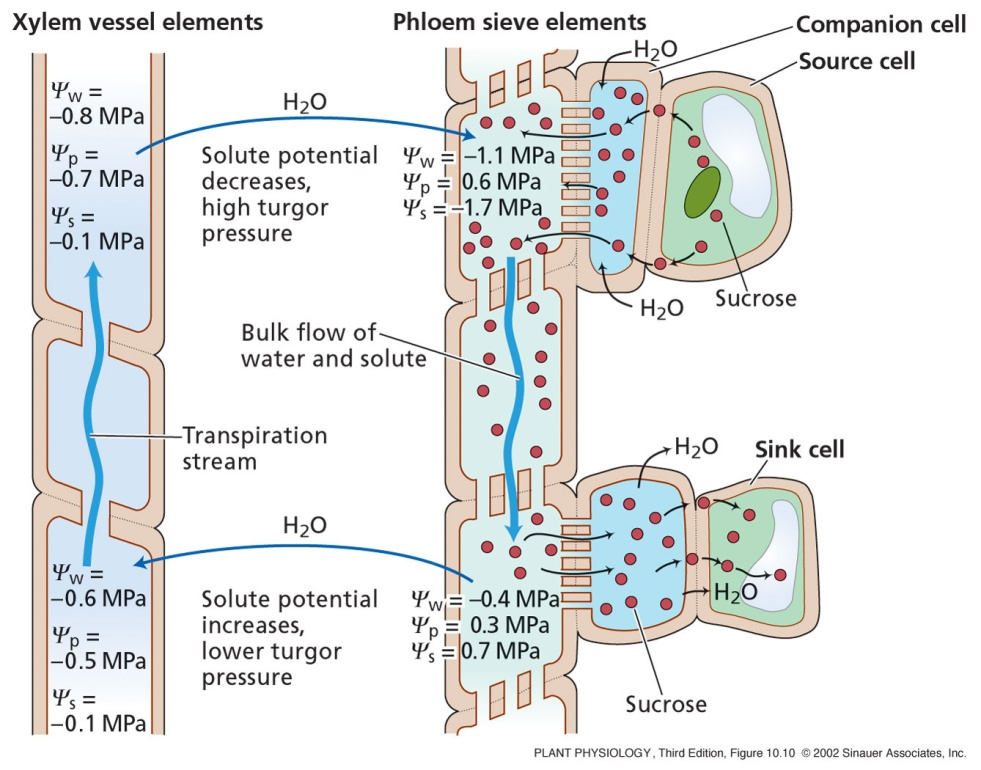 Xylem vessel elements
Phloem sieve elements
Companion cell
Source cell
H2O
Ψw =
–0.8 MPa
Ψp =
–0.7 MPa
Ψs =
–0.1 MPa
H2O
Solute potential
decreases,
high turgor
pressure
Ψw = –1.1 MPa
Ψp = 0.6 MPa
Ψs = –1.7 MPa
H2O
Sucrose
Bulk flow of
water and solute
Transpiration
stream
H2O
Sink cell
H2O
Ψw =
–0.6 MPa
Ψp =
–0.5 MPa
Ψs =
–0.1 MPa
Solute potential
increases,
lower turgor
pressure
Ψw = –0.4 MPa
Ψp = 0.3 MPa
Ψs = 0.7 MPa
H2O
Sucrose
PLANT PHYSIOLOGY, Third Edition, Figure 10.10 © 2002 Sinauer Associates, Inc.